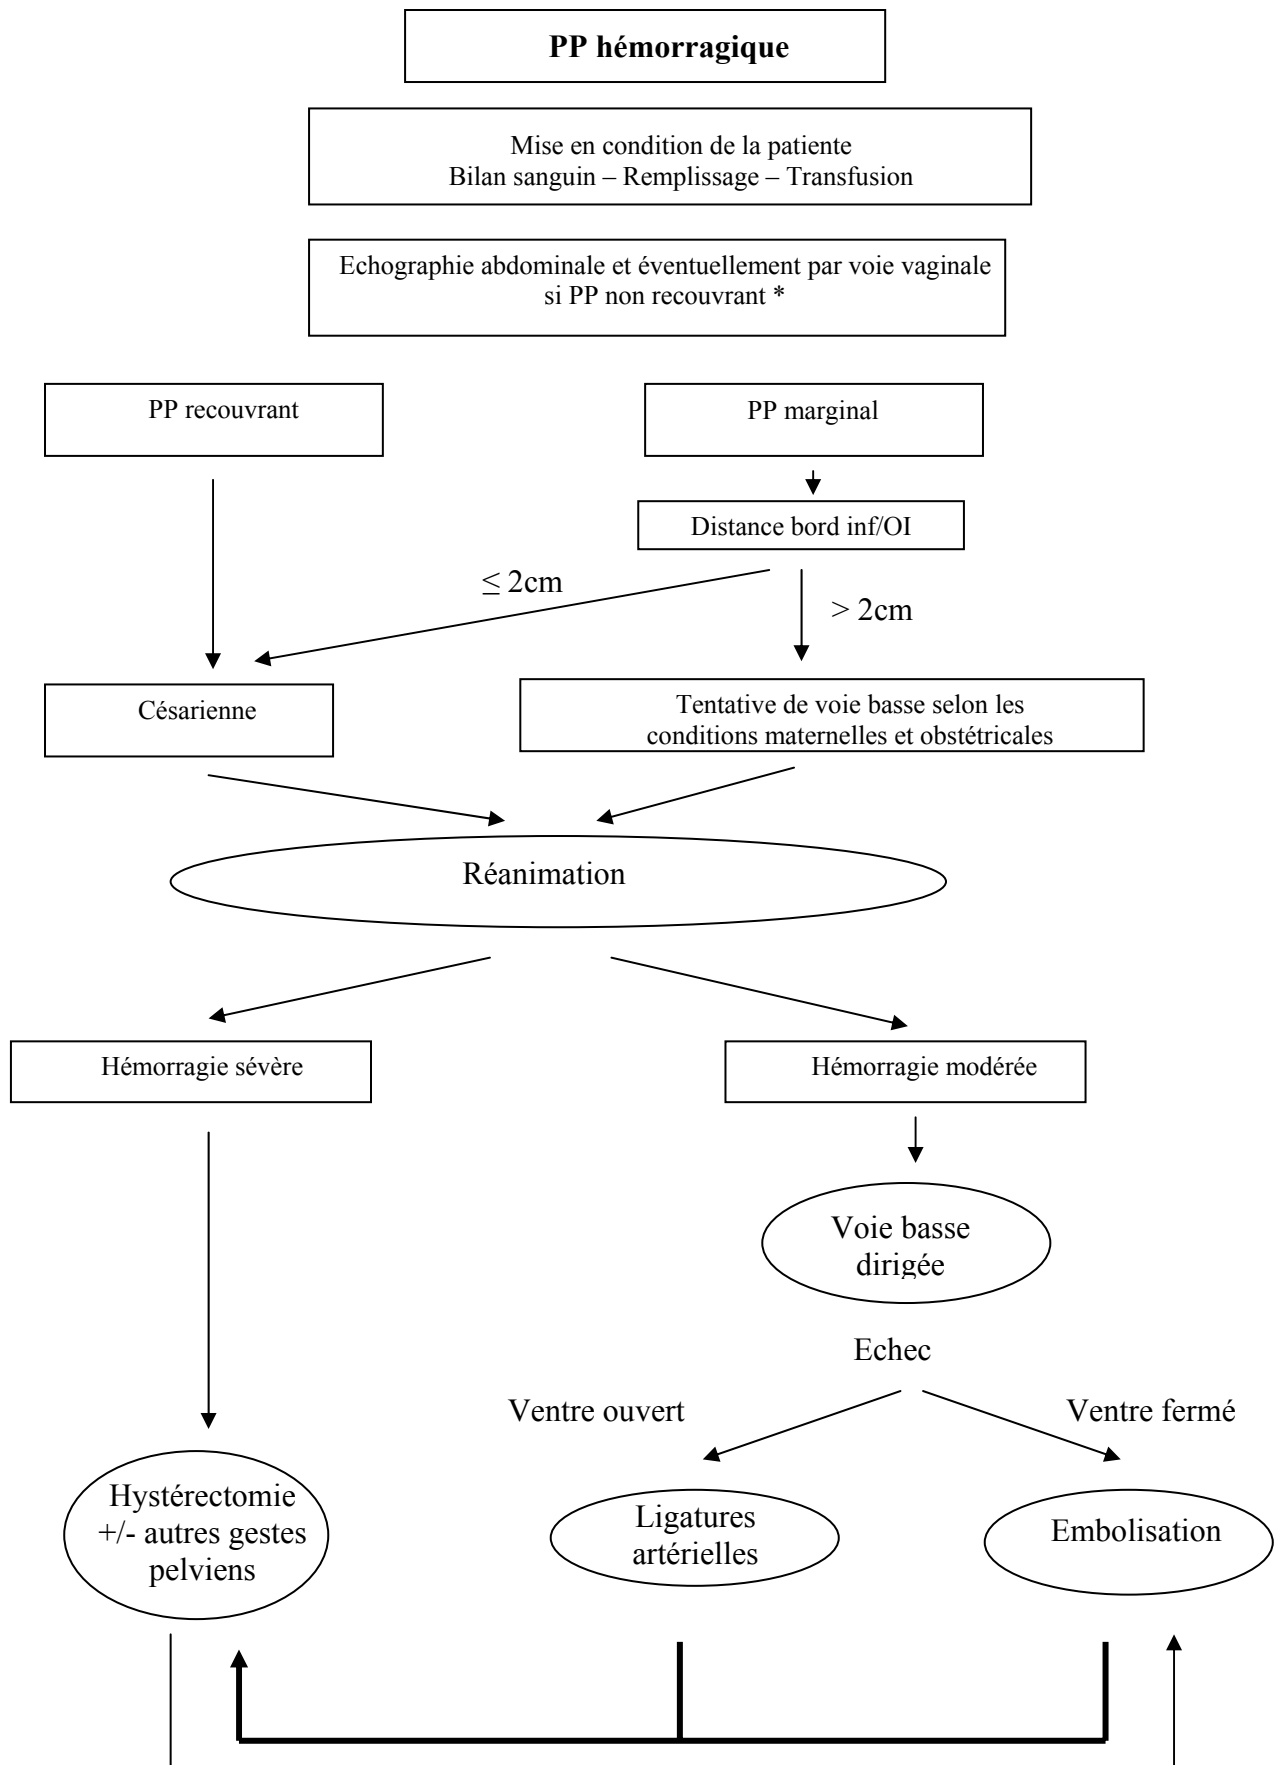 PP hémorragique
Mise en condition de la patiente
Bilan sanguin – Remplissage – Transfusion
Echographie abdominale et éventuellement par voie vaginale
si PP non recouvrant *
PP recouvrant
PP marginal
Distance bord inf/OI
≤ 2cm
> 2cm
Césarienne
Tentative de voie basse selon les
conditions maternelles et obstétricales
Réanimation
Hémorragie sévère
Hémorragie modérée
Voie basse
dirigée
Echec
Ventre ouvert
Ventre fermé
Hystérectomie
+/- autres gestes
pelviens
Ligatures
artérielles
Embolisation